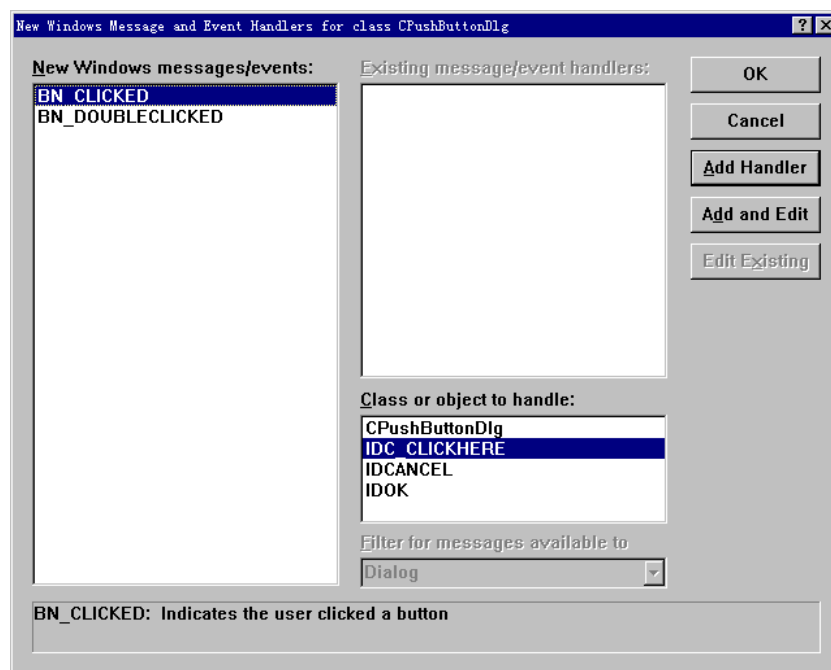 New Windows Message and Event Handlers for class CPushButtonDlg
New Windows messages/events:
BN_CLICKED
BN_DOUBLECLICKED
Existing message/event handlers:
Class or object to handle:
CPushButtonDlg
IDC_CLICKHERE
IDCANCEL
IDOK
Filter for messages available to
Dialog
OK
Cancel
Add Handler
Add and Edit
Edit Existing
BN_CLICKED: Indicates the user clicked a button